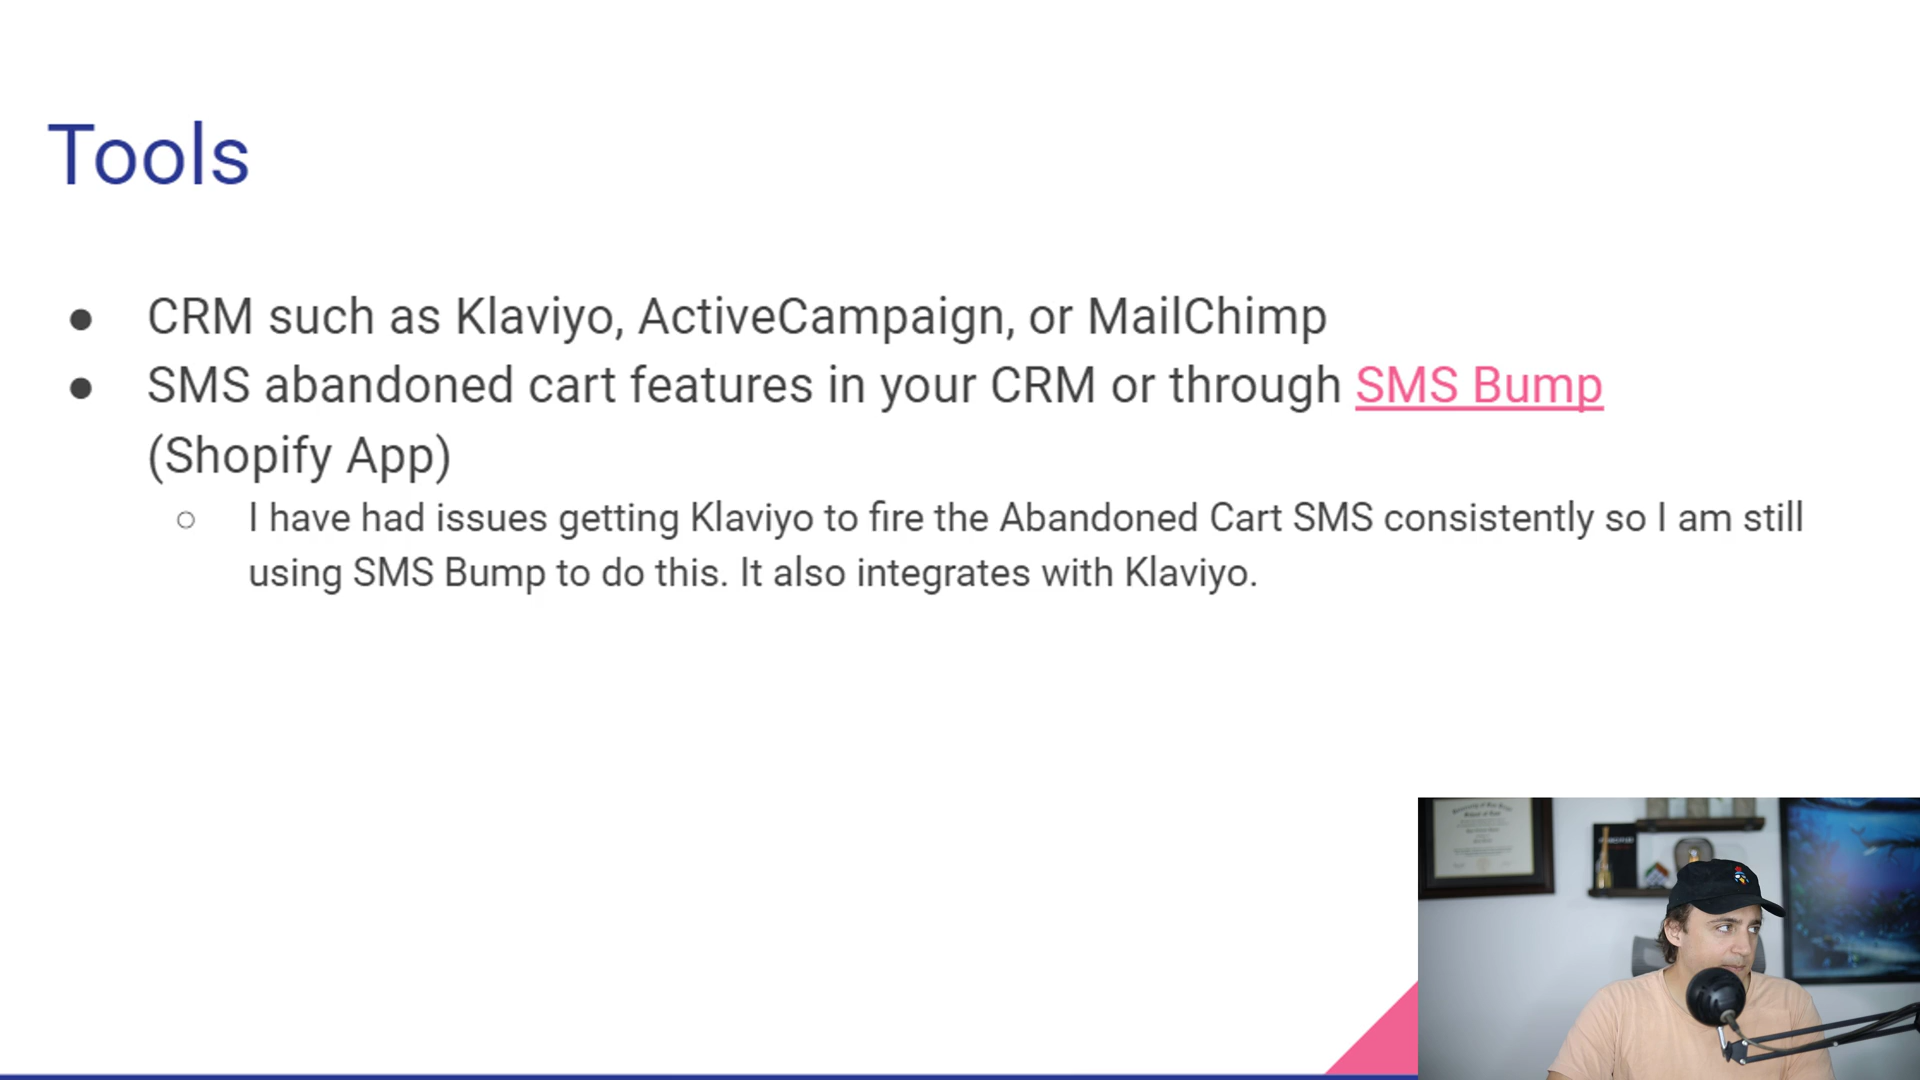 Tools
● CRM such as Klaviyo, ActiveCampaign, or MailChimp
● SMS abandoned cart features in your CRM or through SMS Bump
(Shopify App)
○ I have had issues getting Klaviyo to fire the Abandoned Cart SMS consistently so I am still
using SMS Bump to do this. It also integrates with Klaviyo.